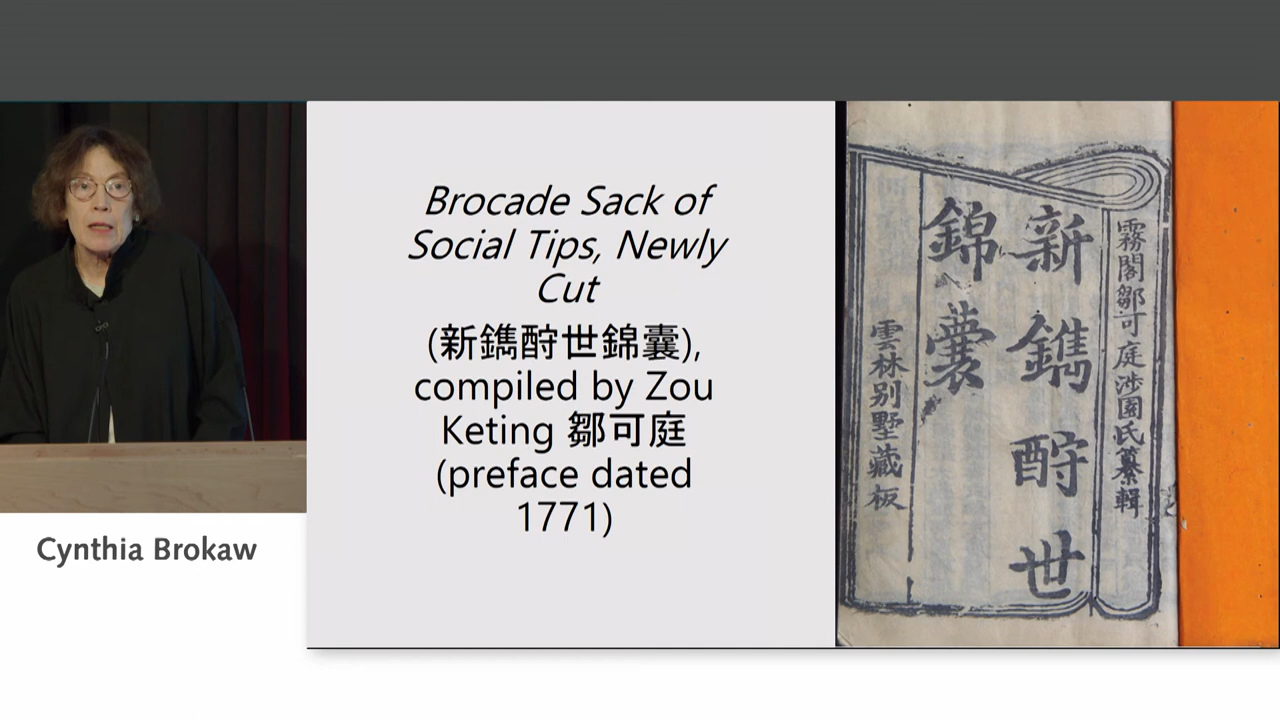 Cynthia Brokaw
Brocade Sack of
Social Tips, Newly
Cut
(新鐫酧世錦囊),
compiled by Zou
Keting 鄒可庭
(preface dated
1771)
霧閣鄒可庭涉園氏纂輯
新鐫酧世
錦囊
雲林别墅藏板